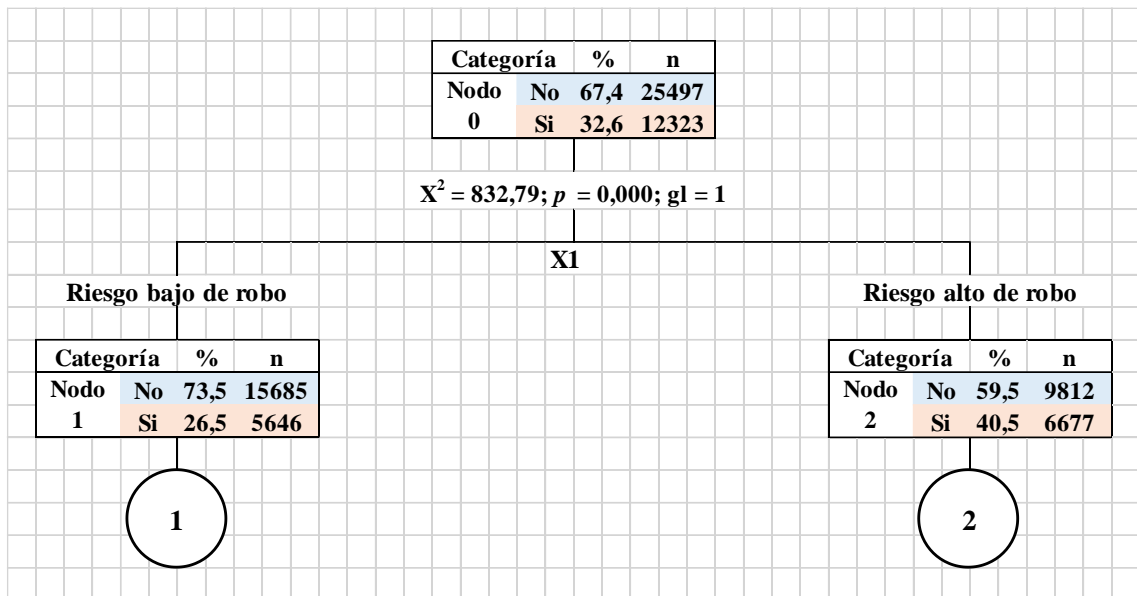 Categoría % n
Nodo 0 No 67,4 25497
Si 32,6 12323
X² = 832,79; p = 0,000; gl = 1
X1
Riesgo bajo de robo
Riesgo alto de robo
Categoría % n
Nodo 1 No 73,5 15685
Si 26,5 5646
Categoría % n
Nodo 2 No 59,5 9812
Si 40,5 6677
1
2